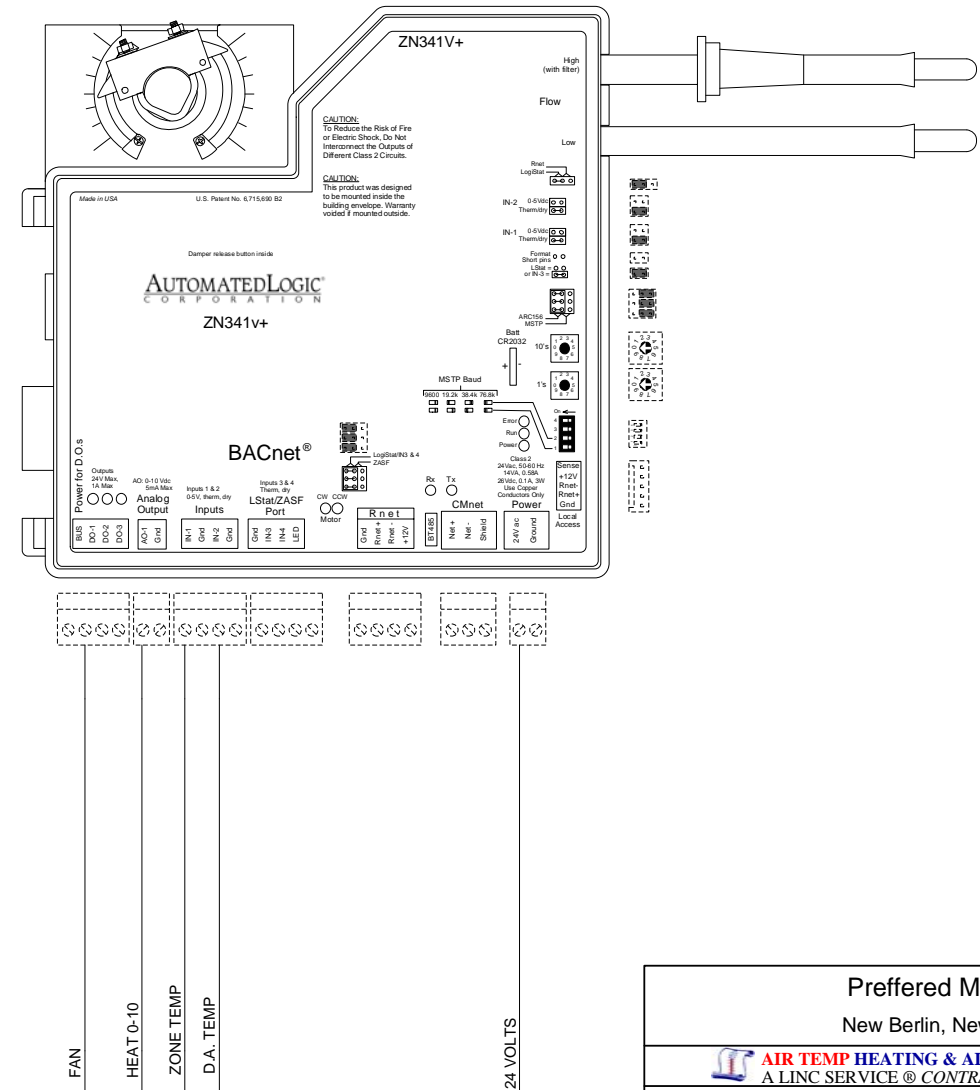 ZN341V+
High
(with filter)
Flow
Low
CAUTION:
To Reduce the Risk of Fire
or Electric Shock, Do Not
Interconnect the Outputs of
Different Class 2 Circuits.
CAUTION:
This product was designed
to be mounted inside the
building envelope. Warranty
voided if mounted outside.
Made in USA
U.S. Patent No. 6,715,690 B2
Damper release button inside
AUTOMATEDLOGIC®
CORPORATION
ZN341v+
Rnet
LogiStat
IN-2
0-5Vdc
Therm/dry
IN-1
0-5Vdc
Therm/dry
Format
Short pins
LStat =
or IN-3 =
ARC156
MSTP
Batt
CR2032
+ -
10's
1's
MSTP Baud
9600 19.2k 38.4k 76.8k
On
4
3
2
1
Error
Run
Power
BACnet®
LogiStat/IN3 & 4
ZASF
Power for D.O.s
Outputs
24V Max,
1A Max
AO: 0-10 Vdc
5mA Max
Analog
Output
Inputs 1 & 2
0-5V, therm, dry
Inputs
Inputs 3 & 4
Therm, dry
LStat/ZASF
Port
CW CCW
Motor
Rx Tx
Class 2
24Vac, 50-60 Hz
14VA, 0.58A
26Vdc, 0.1A, 3W
Use Copper
Conductors Only
Sense
+12V
Rnet-
Rnet+
Gnd
Local
Access
Rnet
CMnet
Power
BUS
DO-1
DO-2
DO-3
AO-1
Gnd
IN-1
Gnd
IN-2
Gnd
Gnd
IN-3
IN-4
LED
Gnd
Rnet +
Rnet -
+12V
BT485
Net +
Net -
Shield
24V ac
Ground
FAN
HEAT 0-10
ZONE TEMP
D.A. TEMP
24 VOLTS
Preffered M
New Berlin, Ne
AIR TEMP HEATING & AI
A LINC SERVICE ® CONTRA